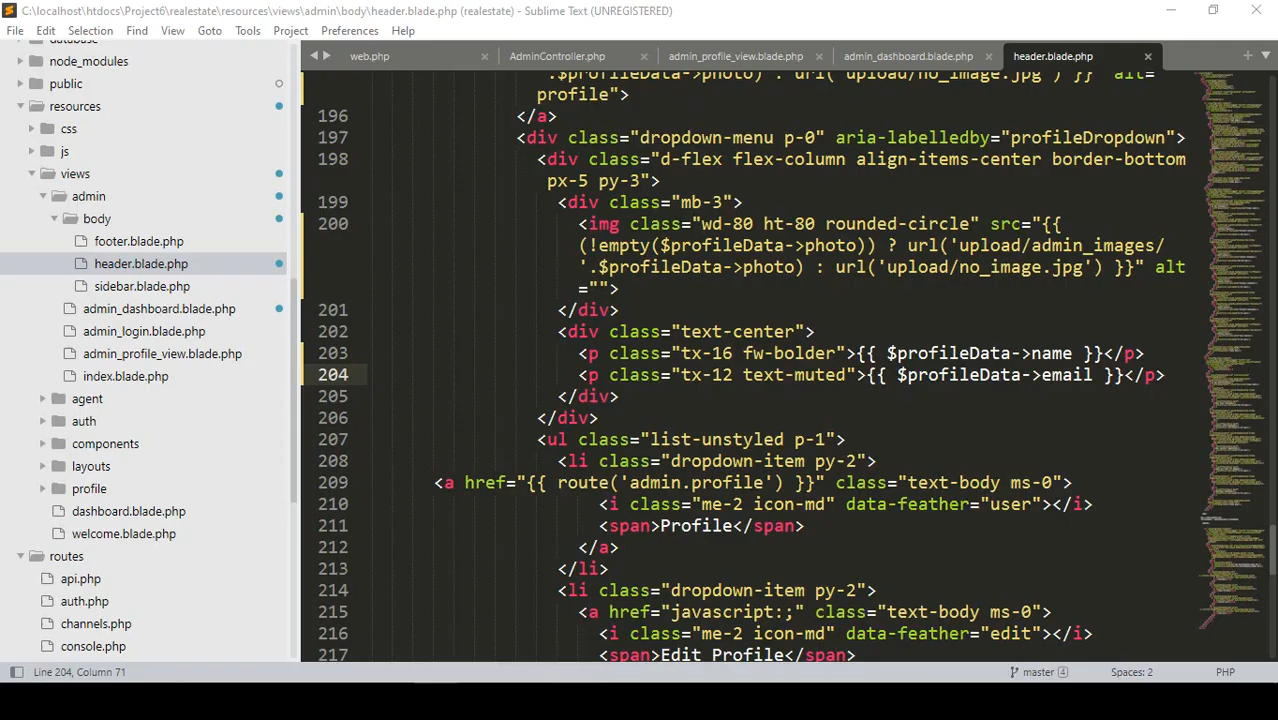 C:\localhost\htdocs\Project6\realestate\resources\views\admin\body\header.blade.php (realestate) - Sublime Text (UNREGISTERED)
File Edit Selection Find View Goto Tools Project Preferences Help
database
node_modules
public
resources
css
js
views
admin
body
footer.blade.php
header.blade.php
sidebar.blade.php
admin_dashboard.blade.php
admin_login.blade.php
admin_profile_view.blade.php
index.blade.php
agent
auth
components
layouts
profile
dashboard.blade.php
welcome.blade.php
routes
api.php
auth.php
channels.php
console.php
web.php AdminController.php admin_profile_view.blade.php admin_dashboard.blade.php header.blade.php
'.$profileData->photo) : url('upload/no_image.jpg') }}" alt=
profile">
196 </a>
197 <div class="dropdown-menu p-0" aria-labelledby="profileDropdown">
198 <div class="d-flex flex-column align-items-center border-bottom
px-5 py-3">
199 <div class="mb-3">
200 <img class="wd-80 ht-80 rounded-circle" src="{{
(!empty($profileData->photo)) ? url('upload/admin_images/
'.$profileData->photo) : url('upload/no_image.jpg') }}" alt
="">
201 </div>
202 <div class="text-center">
203 <p class="tx-16 fw-bolder">{{ $profileData->name }}</p>
204 <p class="tx-12 text-muted">{{ $profileData->email }}</p>
205 </div>
206 </div>
207 <ul class="list-unstyled p-1">
208 <li class="dropdown-item py-2">
209 <a href="{{ route('admin.profile') }}" class="text-body ms-0">
210 <i class="me-2 icon-md" data-feather="user"></i>
211 <span>Profile</span>
212 </a>
213 </li>
214 <li class="dropdown-item py-2">
215 <a href="javascript:;" class="text-body ms-0">
216 <i class="me-2 icon-md" data-feather="edit"></i>
217 <span>Edit Profile</span>
Line 204, Column 71 master 4 Spaces: 2 PHP